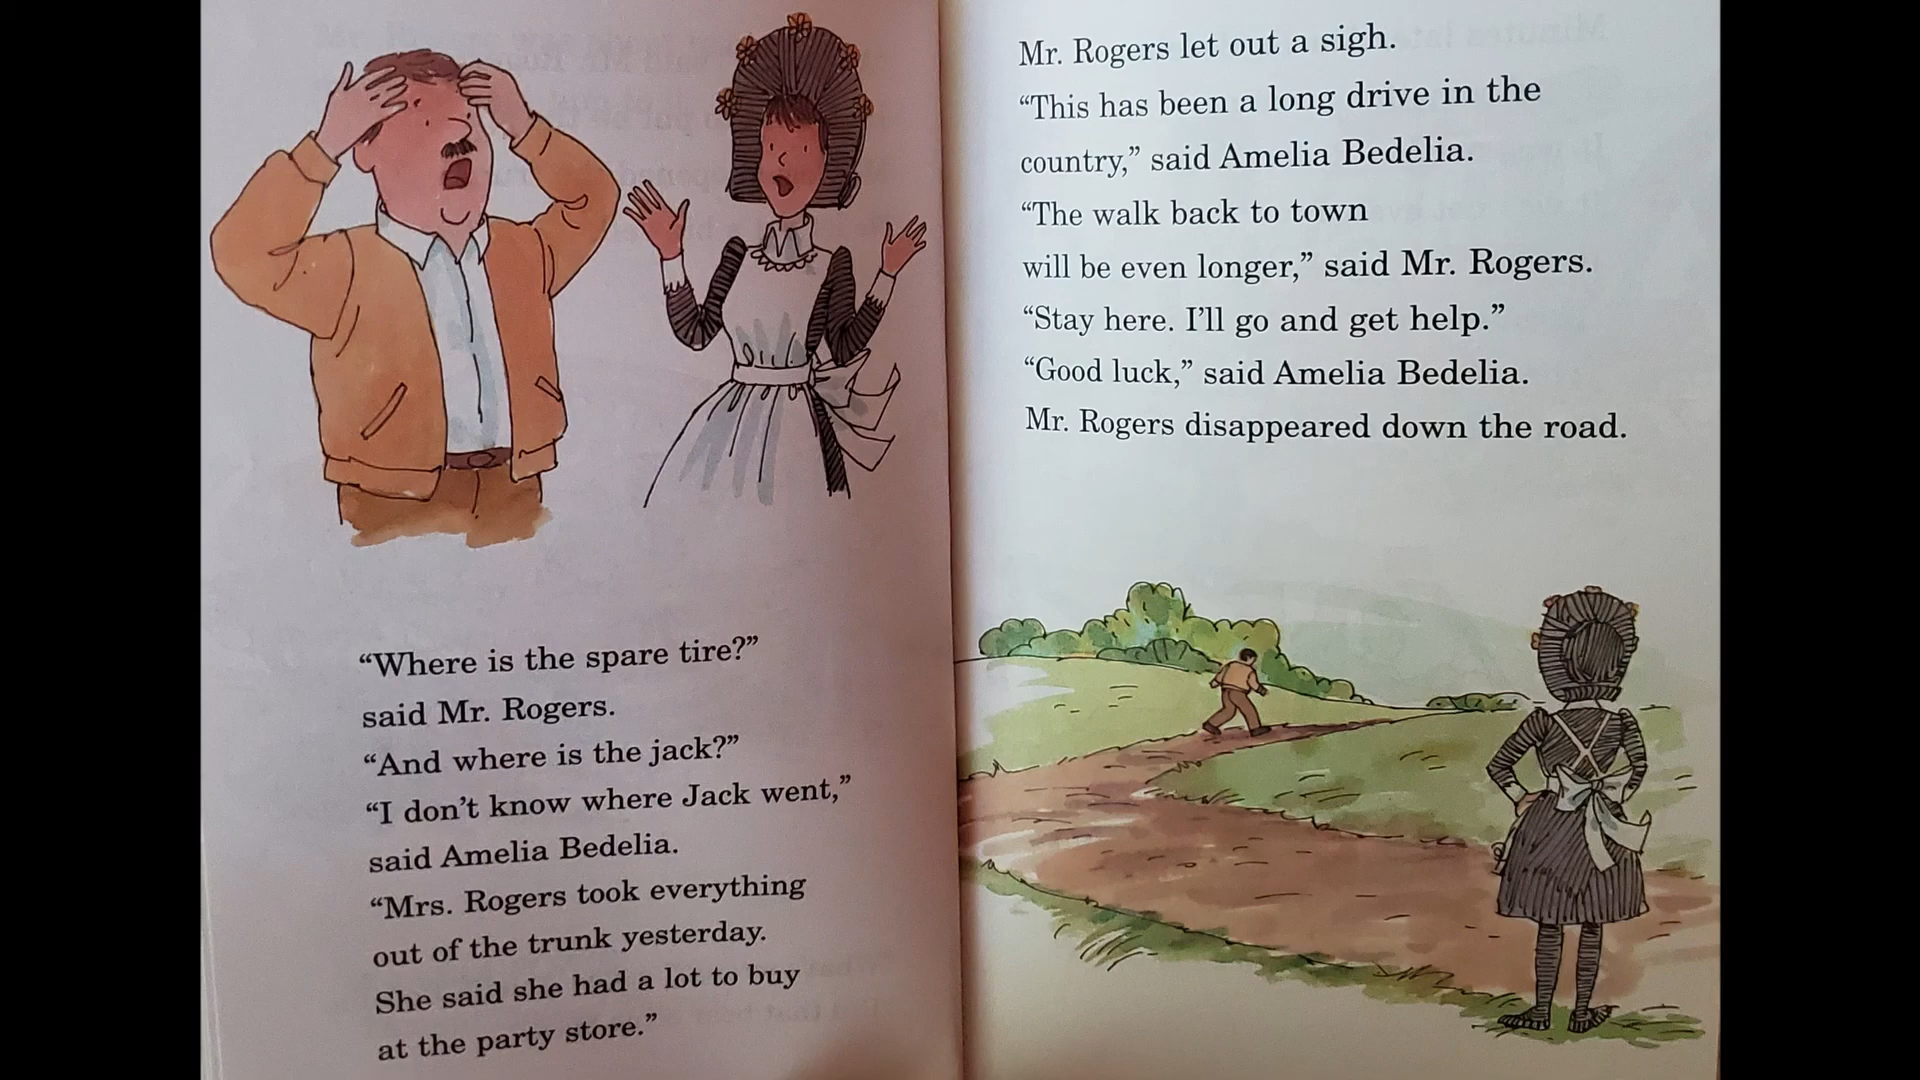 “Where is the spare tire?”
said Mr. Rogers.
“And where is the jack?”
“I don’t know where Jack went,”
said Amelia Bedelia.
“Mrs. Rogers took everything
out of the trunk yesterday.
She said she had a lot to buy
at the party store.”
Mr. Rogers let out a sigh.
“This has been a long drive in the
country,” said Amelia Bedelia.
“The walk back to town
will be even longer,” said Mr. Rogers.
“Stay here. I’ll go and get help.”
“Good luck,” said Amelia Bedelia.
Mr. Rogers disappeared down the road.